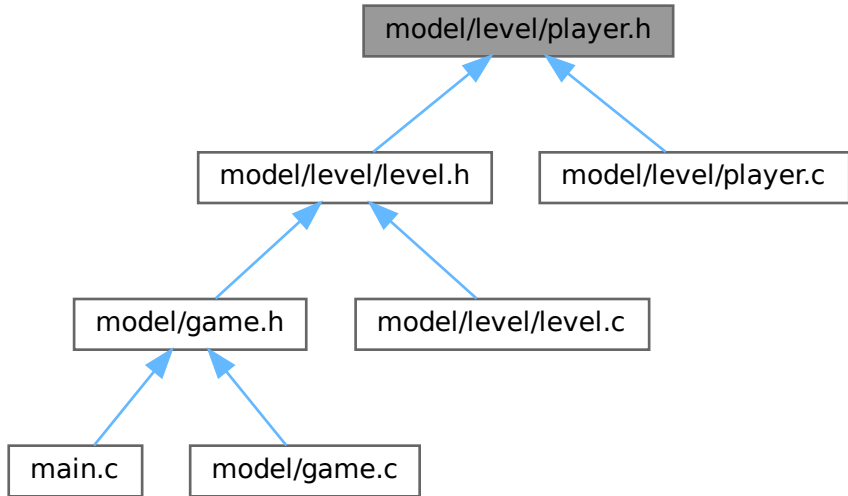 model/level/player.h
model/level/level.h
model/level/player.c
model/game.h
model/level/level.c
main.c
model/game.c